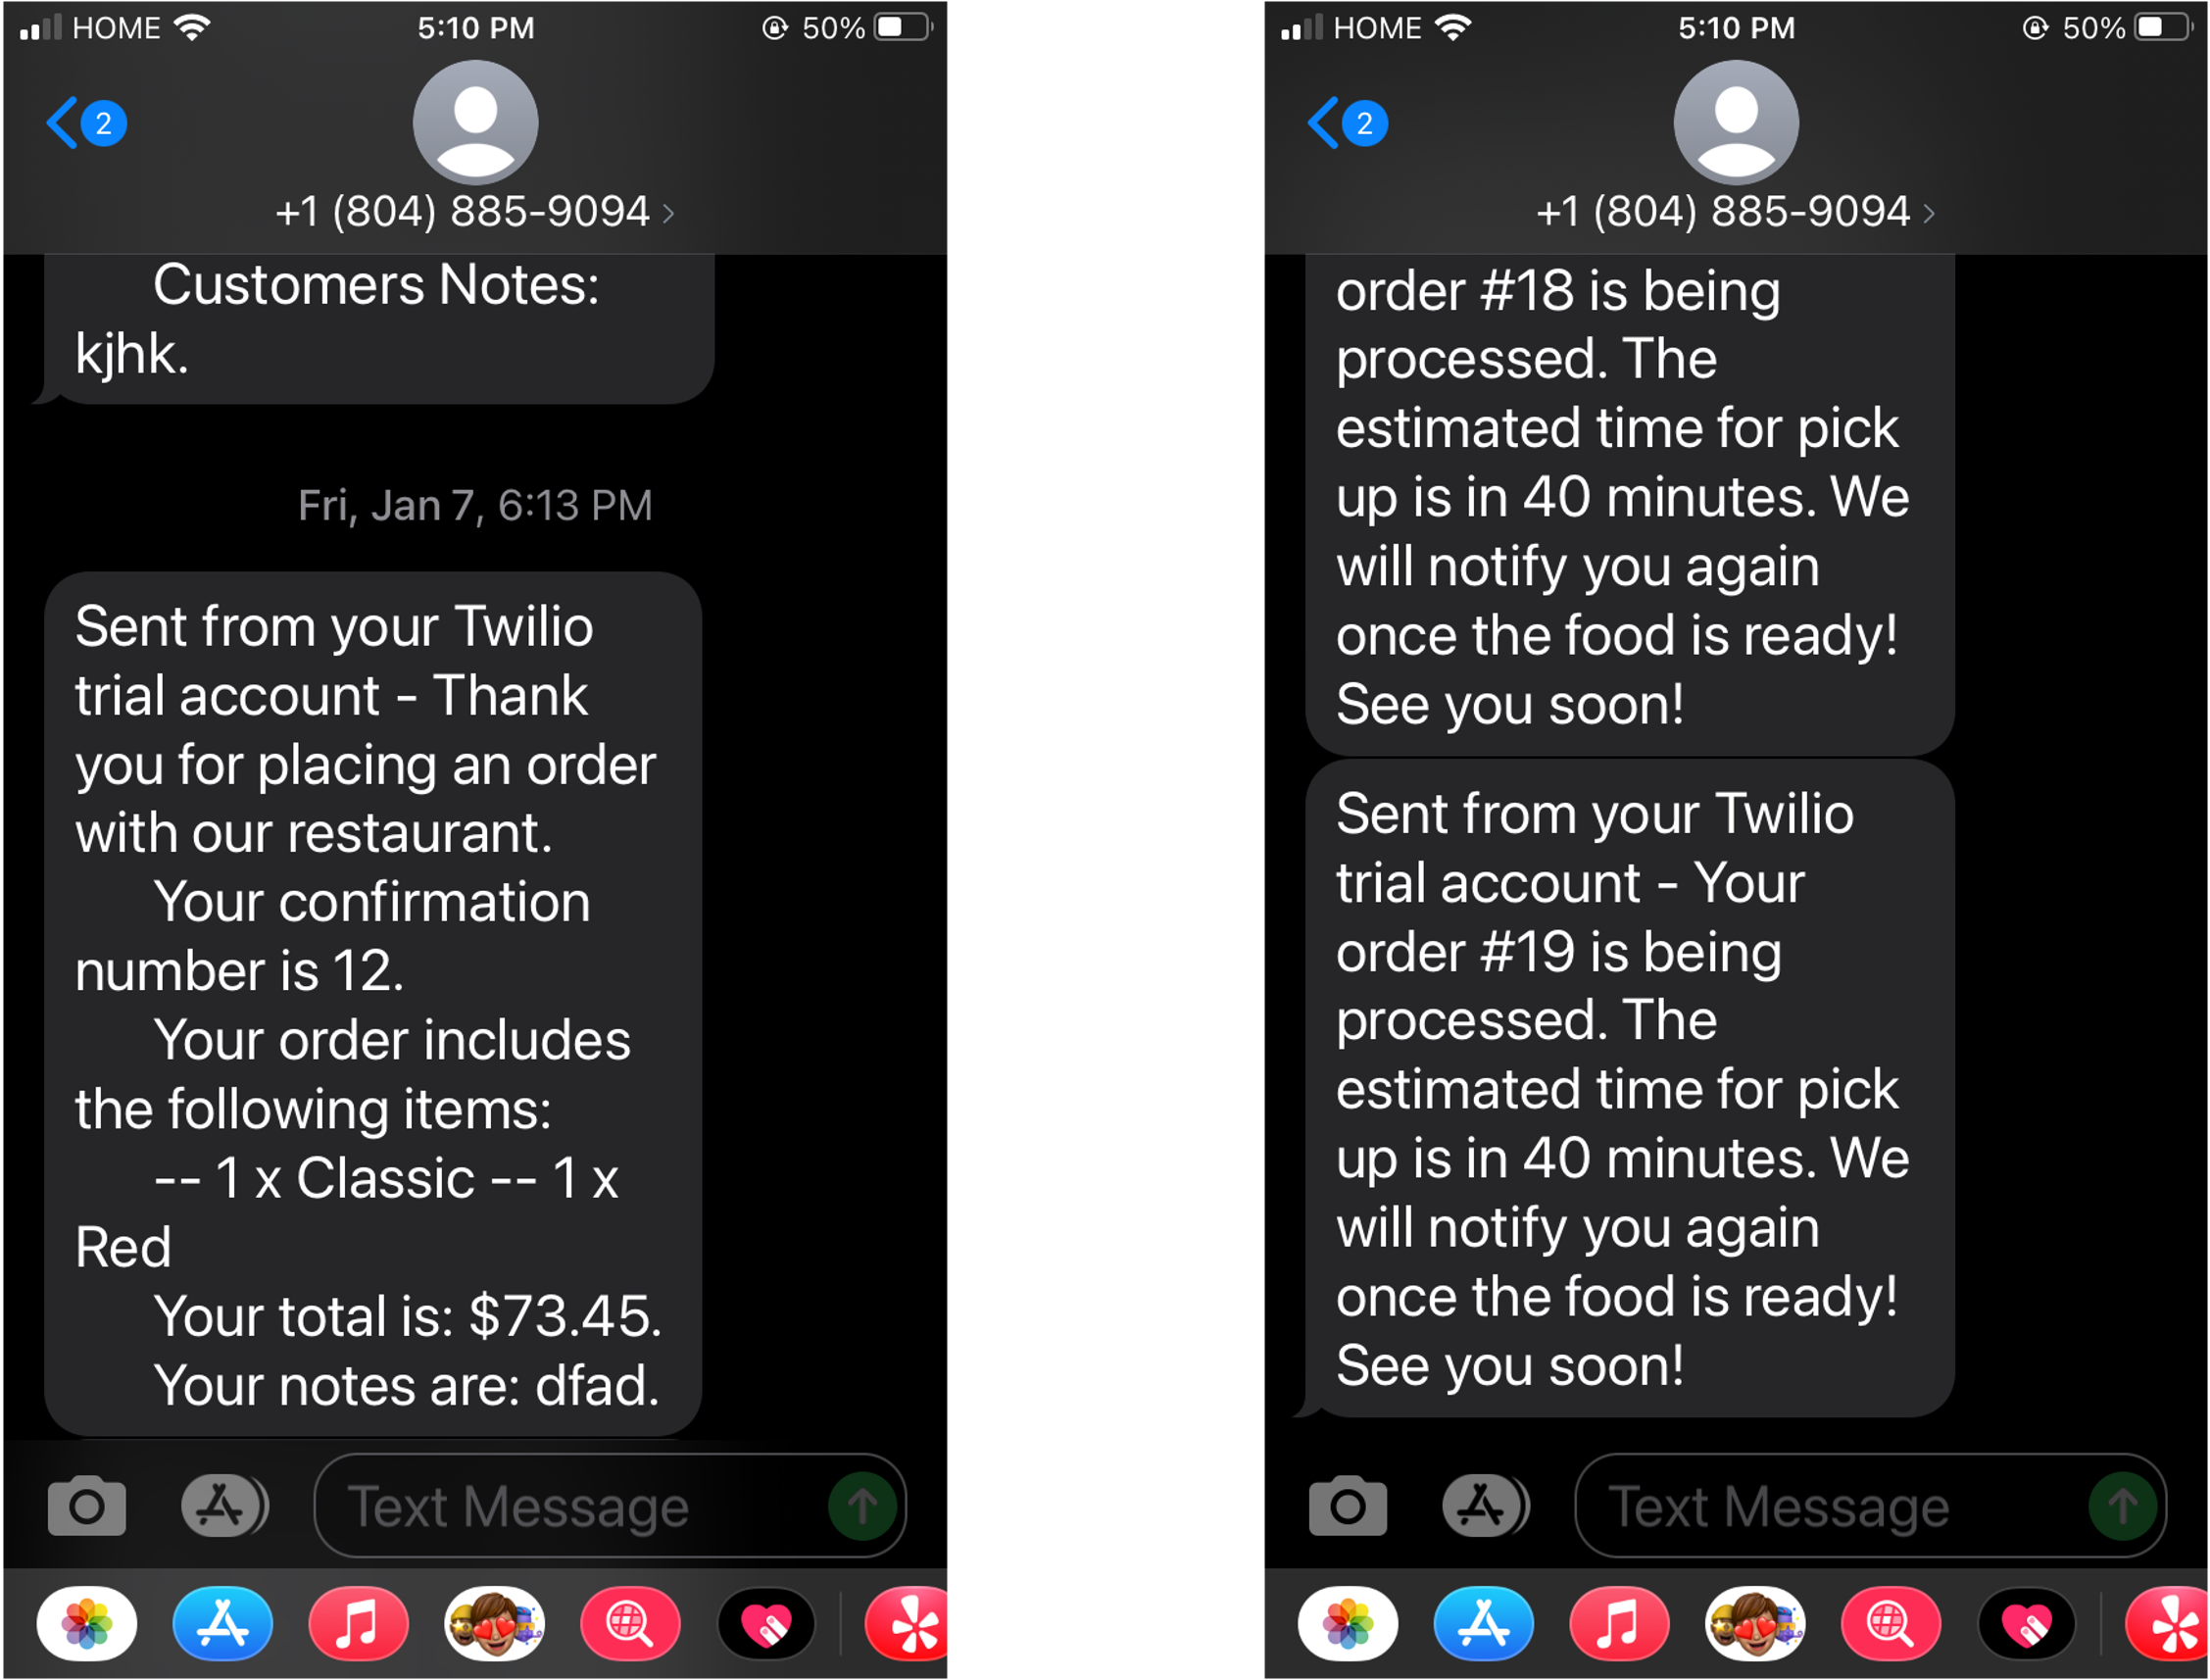 HOME 5:10 PM 50%
2
+1 (804) 885-9094
Customers Notes:
kjhk.
Fri, Jan 7, 6:13 PM
Sent from your Twilio
trial account - Thank
you for placing an order
with our restaurant.
Your confirmation
number is 12.
Your order includes
the following items:
-- 1 x Classic -- 1 x
Red
Your total is: $73.45.
Your notes are: dfad.
Text Message
HOME 5:10 PM 50%
2
+1 (804) 885-9094
order #18 is being
processed. The
estimated time for pick
up is in 40 minutes. We
will notify you again
once the food is ready!
See you soon!
Sent from your Twilio
trial account - Your
order #19 is being
processed. The
estimated time for pick
up is in 40 minutes. We
will notify you again
once the food is ready!
See you soon!
Text Message